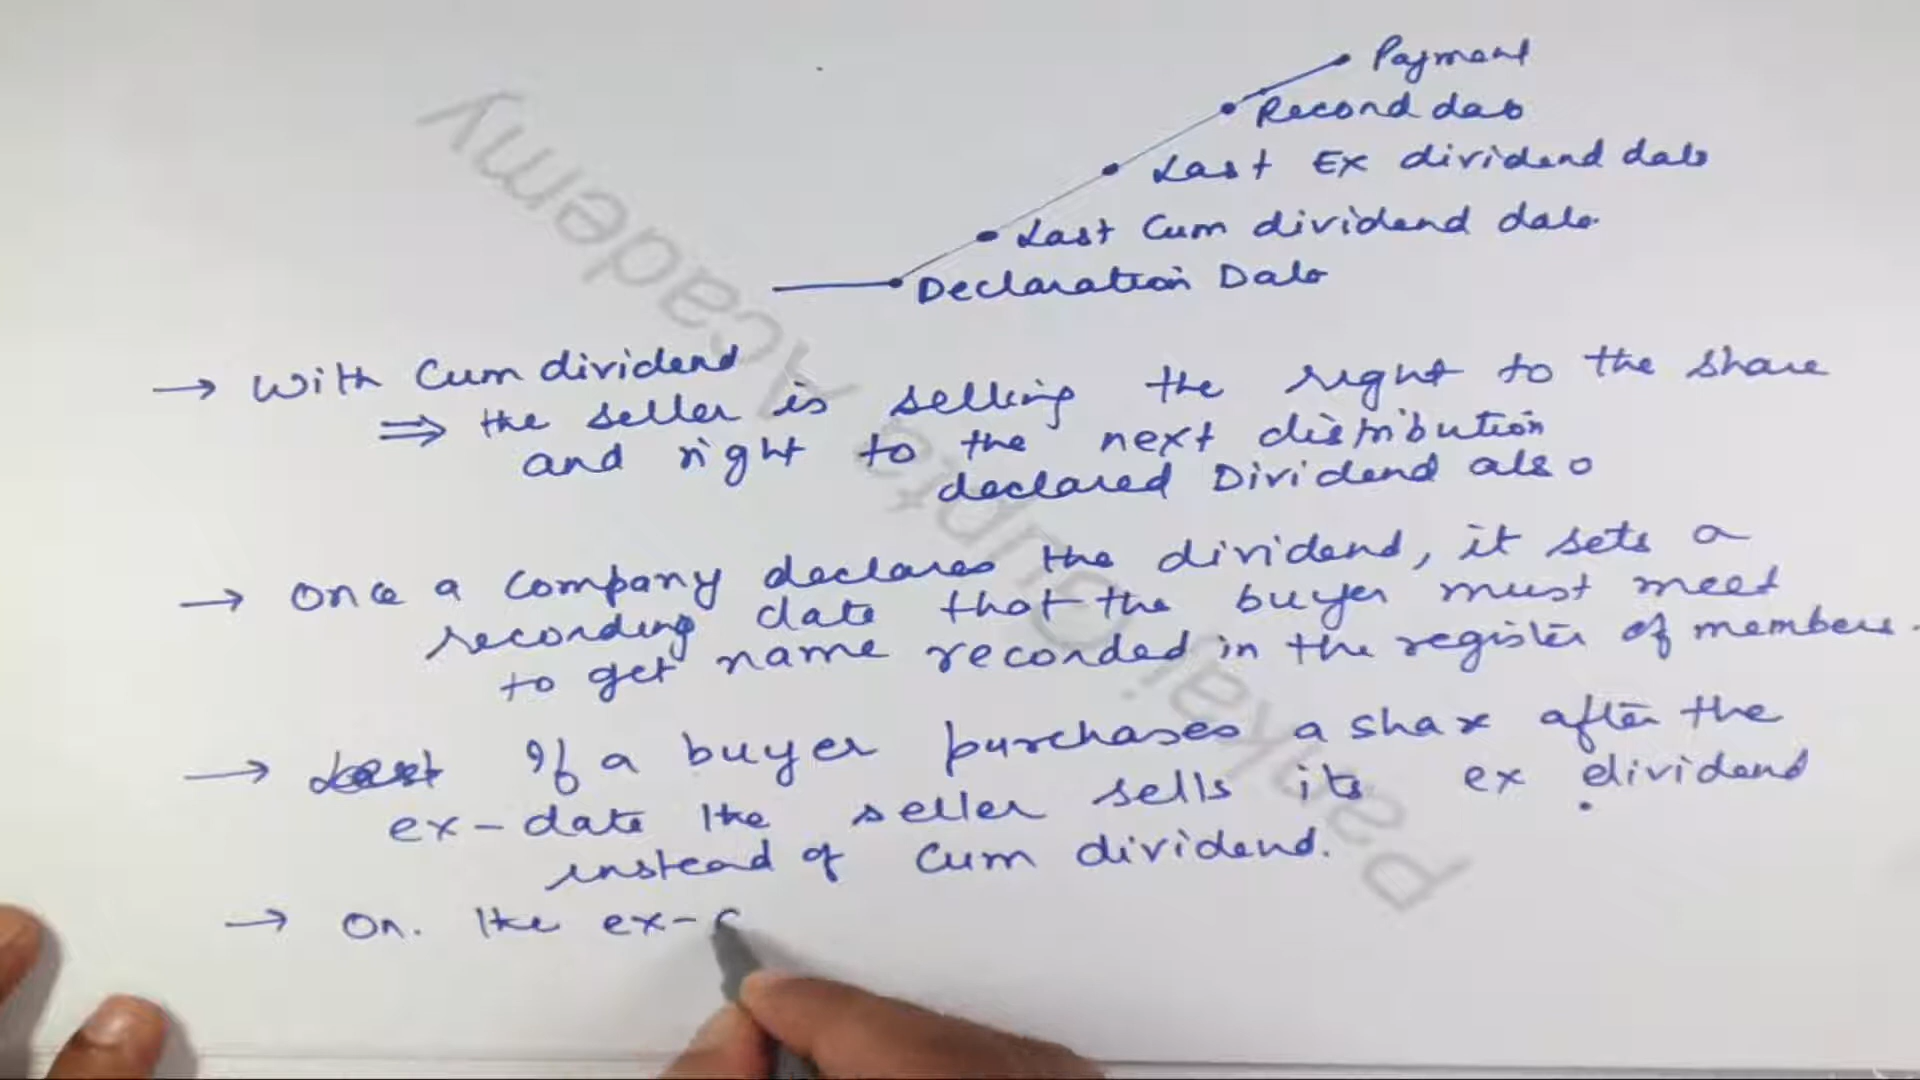 Payment
Record date
Last Ex dividend date
Last Cum dividend date
Declaration Date
→ With Cum dividend
⇒ the seller is selling the right to the share
and right to the next distribution
declared Dividend also
→ Once a company declares the dividend, it sets a
recording date that the buyer must meet
to get name recorded in the register of members.
→ If a buyer purchases a share after the
ex-date the seller sells its ex dividend
instead of Cum dividend.
→ On. the ex-
Pankaj Gupta Academy